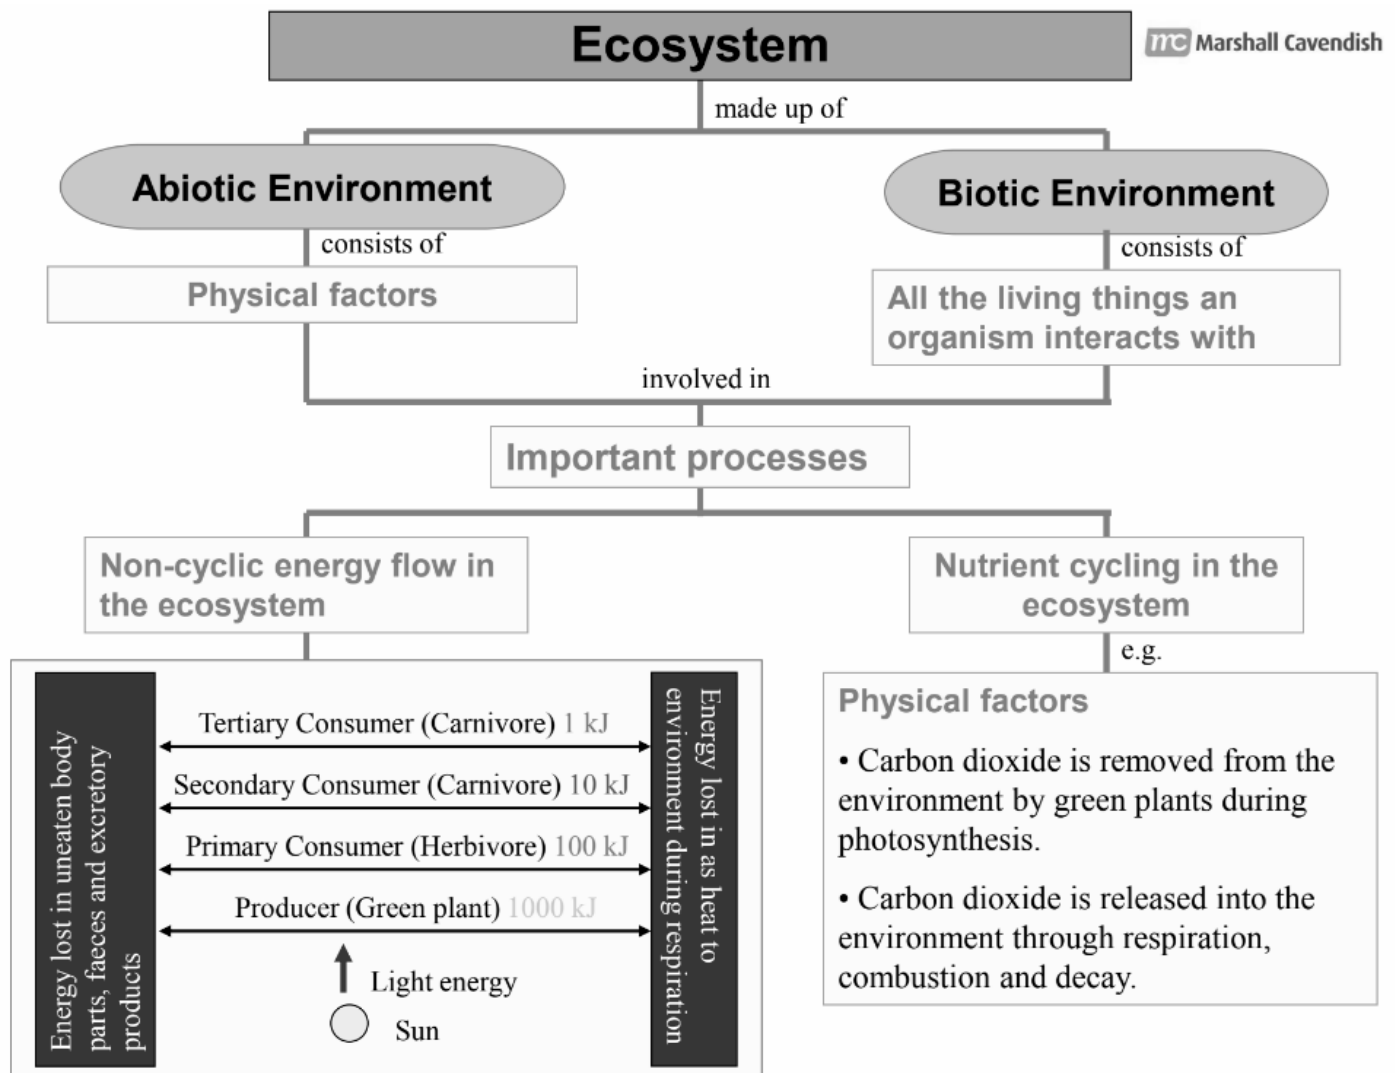 Ecosystem
mc Marshall Cavendish
made up of
Abiotic Environment
Biotic Environment
consists of
consists of
Physical factors
All the living things an
organism interacts with
involved in
Important processes
Non-cyclic energy flow in
the ecosystem
Nutrient cycling in the
ecosystem
e.g.
Energy lost in uneaten body
parts, faeces and excretory
products
Tertiary Consumer (Carnivore) 1 kJ
Secondary Consumer (Carnivore) 10 kJ
Primary Consumer (Herbivore) 100 kJ
Producer (Green plant) 1000 kJ
Light energy
Sun
Energy lost in as heat to
environment during respiration
Physical factors
• Carbon dioxide is removed from the
environment by green plants during
photosynthesis.
• Carbon dioxide is released into the
environment through respiration,
combustion and decay.